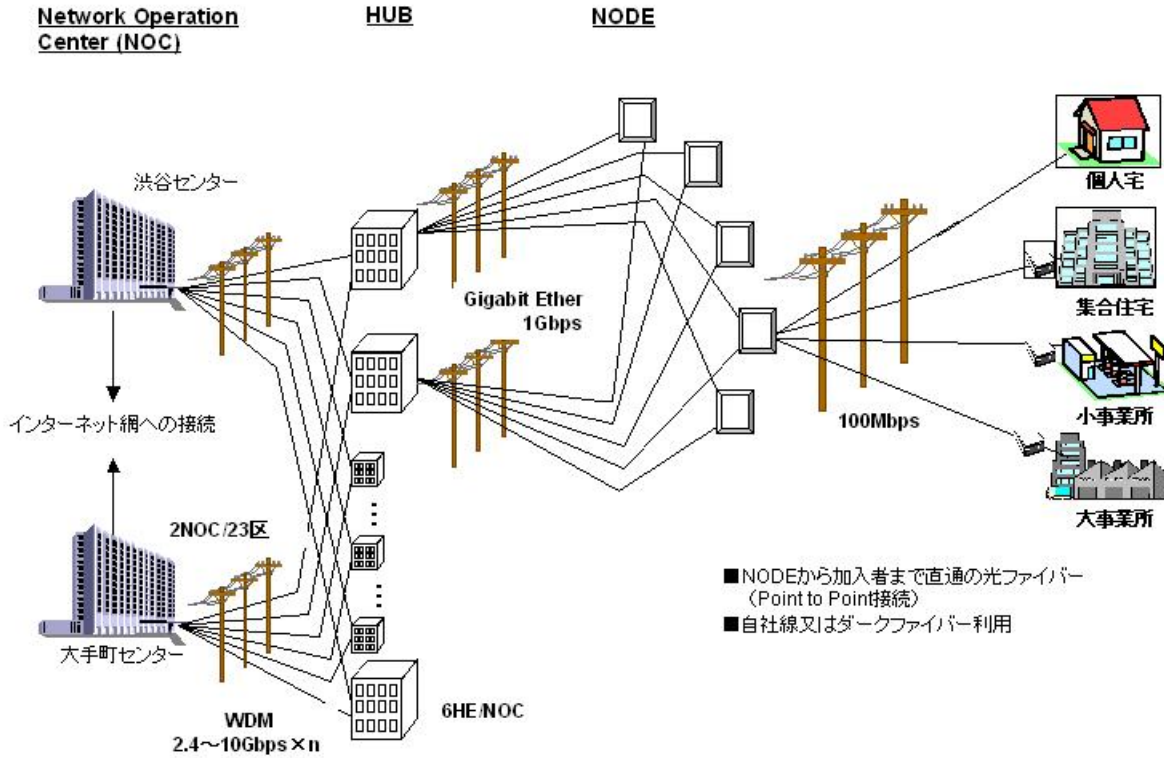 Network Operation
Center (NOC)
HUB
NODE
渋谷センター
個人宅
Gigabit Ether
1Gbps
集合住宅
インターネット網への接続
100Mbps
小事業所
2NOC/23区
大事業所
■NODEから加入者まで直通の光ファイバー
(Point to Point接続)
■自社線又はダークファイバー利用
大手町センター
6HE/NOC
WDM
2.4～10Gbps×n